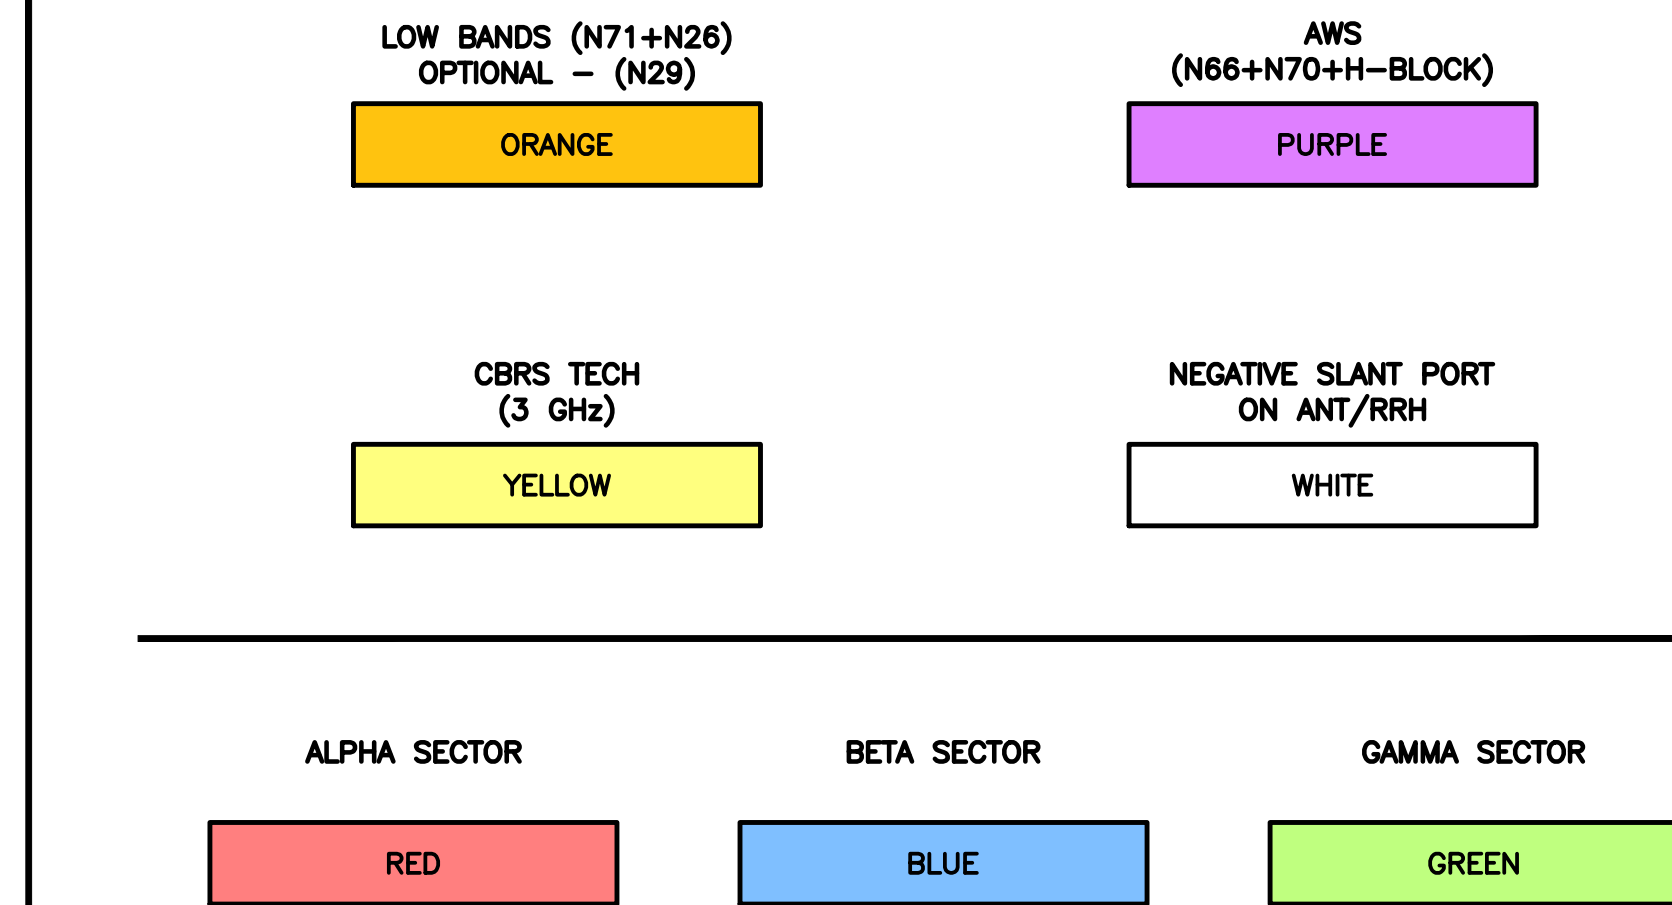 LOW BANDS (N71+N26)
OPTIONAL - (N29)
ORANGE
AWS
(N66+N70+H-BLOCK)
PURPLE
CBRS TECH
(3 GHz)
YELLOW
NEGATIVE SLANT PORT
ON ANT/RRH
WHITE
ALPHA SECTOR
RED
BETA SECTOR
BLUE
GAMMA SECTOR
GREEN